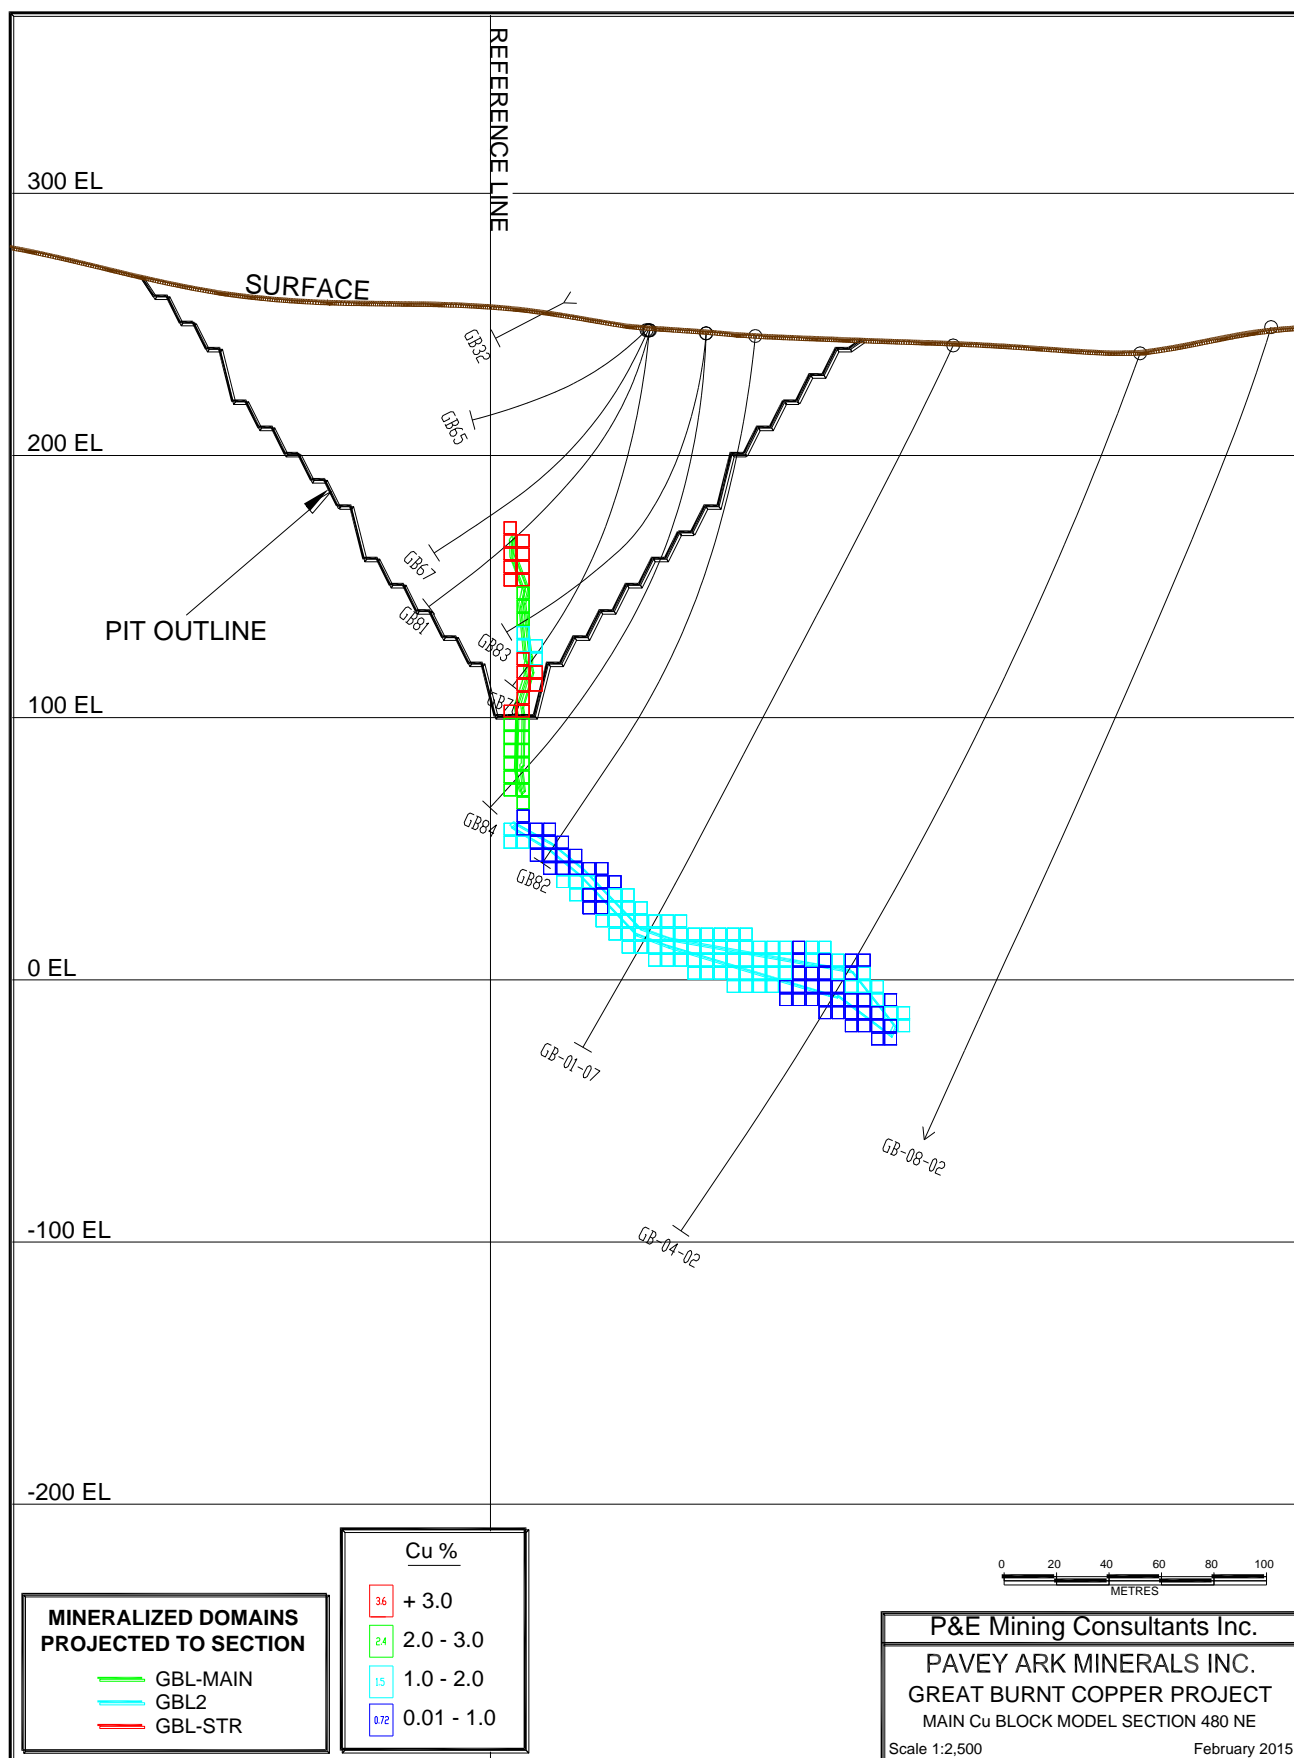 REFERENCE LINE
300 EL
SURFACE
GB32
GB65
200 EL
GB67
GB81
PIT OUTLINE
GB83
100 EL
GB84
GB82
0 EL
GB-01-07
GB-08-02
-100 EL
GB-04-02
-200 EL
Cu %
3.6 + 3.0
2.4 2.0 - 3.0
1.5 1.0 - 2.0
0.72 0.01 - 1.0
MINERALIZED DOMAINS
PROJECTED TO SECTION
GBL-MAIN
GBL2
GBL-STR
0 20 40 60 80 100
METRES
P&E Mining Consultants Inc.
PAVEY ARK MINERALS INC.
GREAT BURNT COPPER PROJECT
MAIN Cu BLOCK MODEL SECTION 480 NE
Scale 1:2,500 February 2015